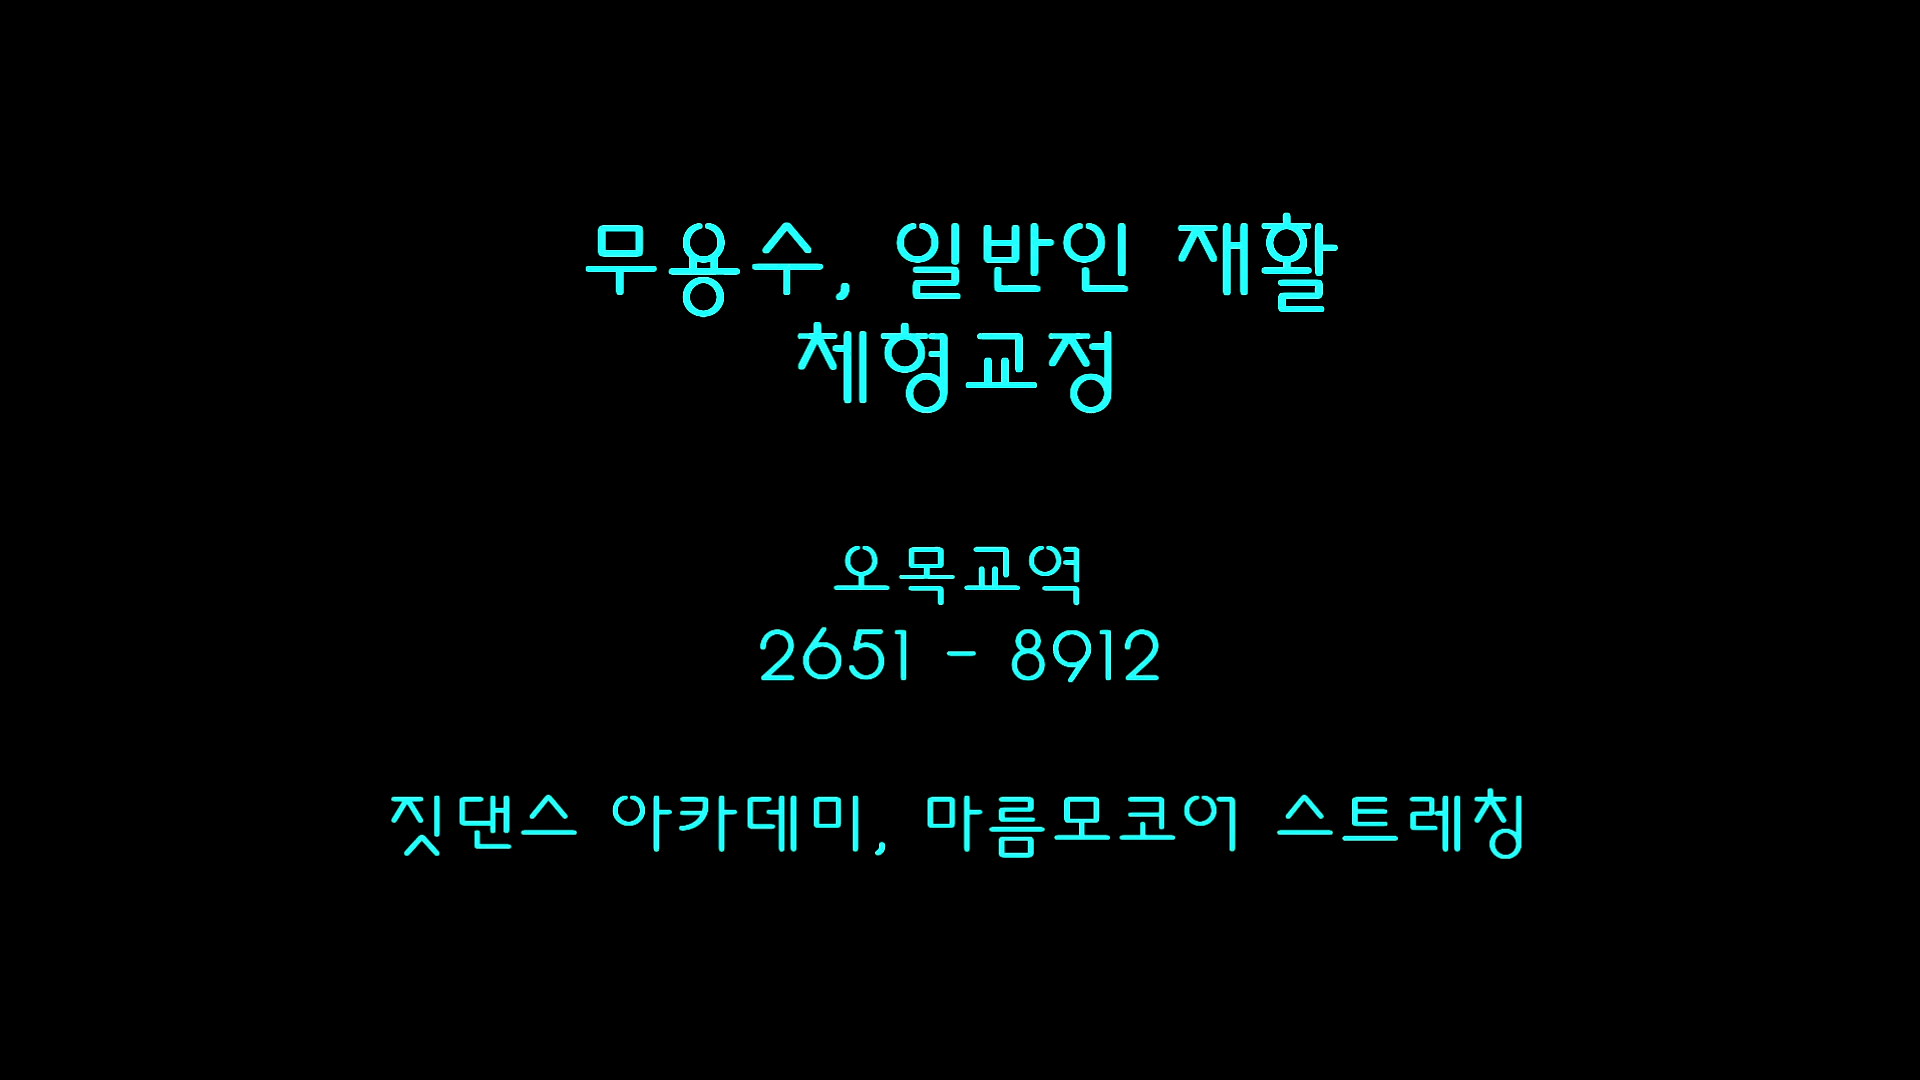 무용수, 일반인 재활
체형교정
오목교역
2651 - 8912
짓댄스 아카데미, 마름모코어 스트레칭